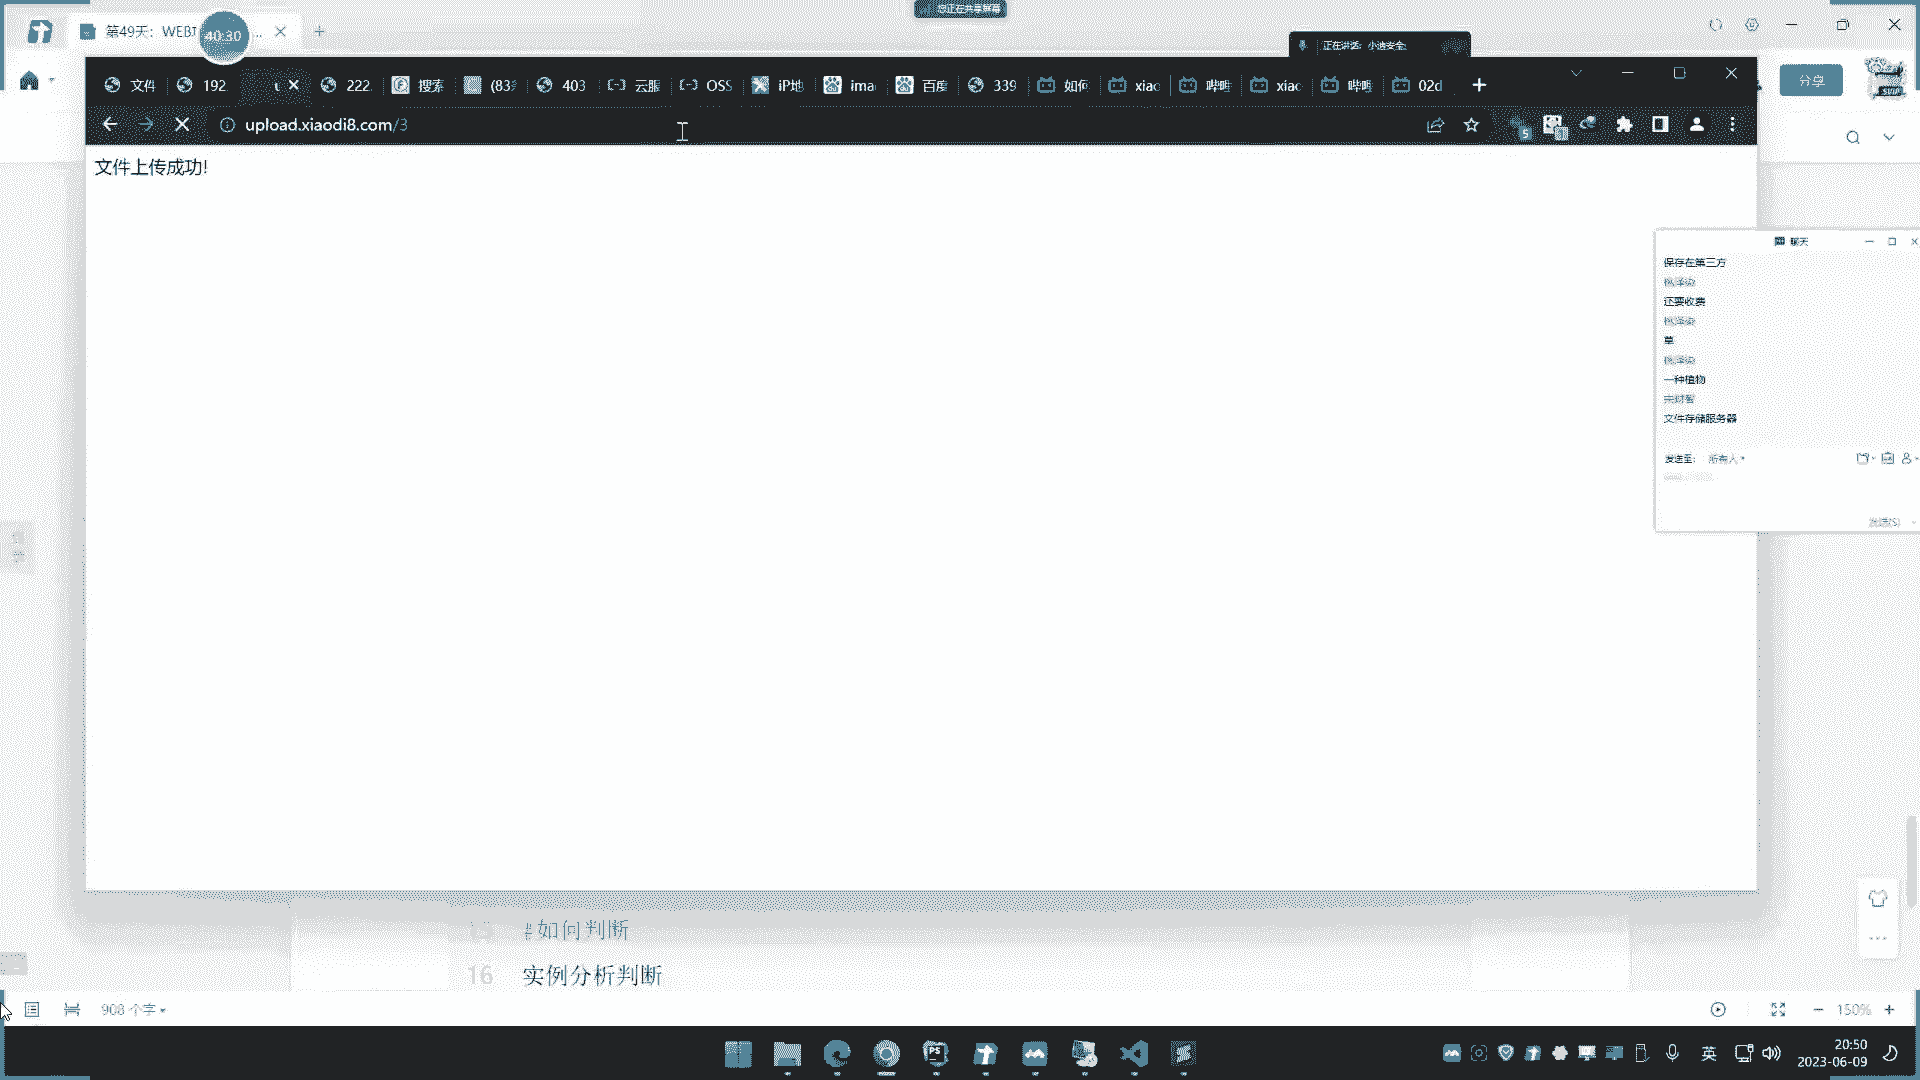 您正在共享屏幕
第49天：WEB
40:30
...
正在讲话: 小迪安全;
文件
192.
222.
搜索
403
云服
OSS
iP地
ima
百度
339
如何
xiao
哔哩
xiao
哔哩
02d
分享
upload.xiaodi8.com/3
文件上传成功!
聊天
保存在第三方
还要收费
草
一种植物
文件存储服务器
发送至:
所有人
发送(S)
15 #如何判断
16 实例分析判断
908 个字
150%
英
20:50
2023-06-09